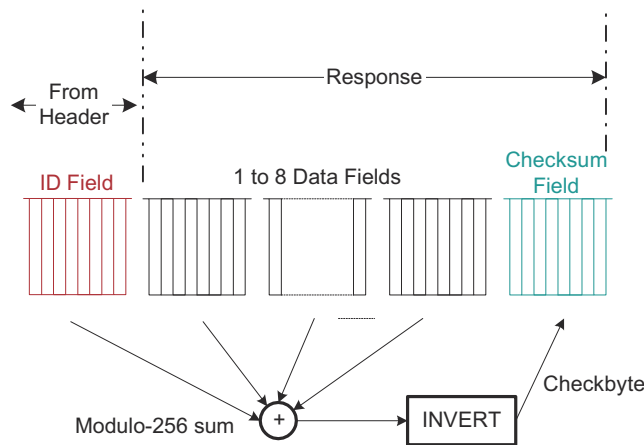 From
Header
Response
ID Field
1 to 8 Data Fields
Checksum
Field
Modulo-256 sum
+
INVERT
Checkbyte